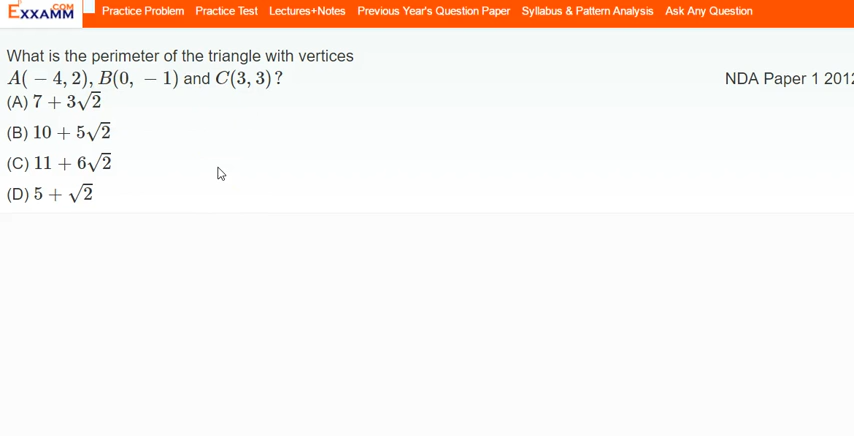 EXXAMM.COM Practice Problem Practice Test Lectures+Notes Previous Year's Question Paper Syllabus & Pattern Analysis Ask Any Question
What is the perimeter of the triangle with vertices
A( − 4, 2), B(0, − 1) and C(3, 3)? NDA Paper 1 2012
(A) 7 + 3√2
(B) 10 + 5√2
(C) 11 + 6√2
(D) 5 + √2